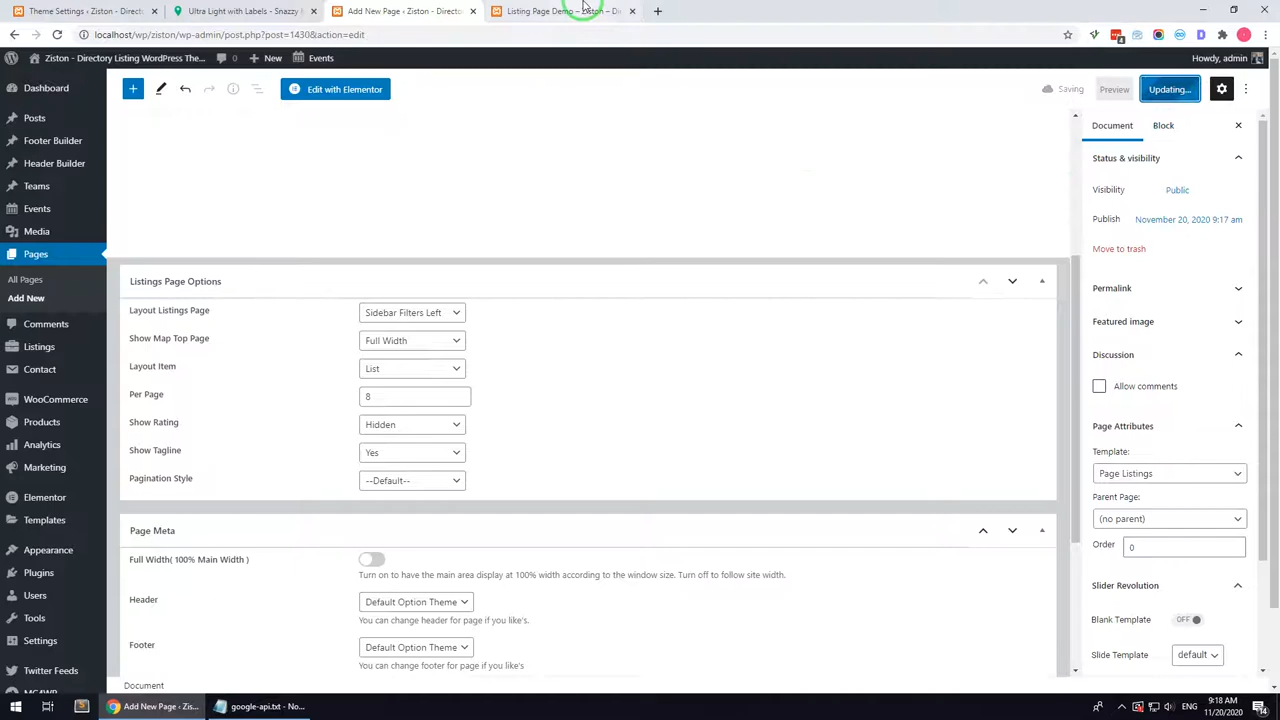 Theme Settings ‹ Ziston - Director
Ultra Light with Labels - Snazzy M
Add New Page ‹ Ziston - Director
Listing Page Demo – Ziston – Dir
localhost/wp/ziston/wp-admin/post.php?post=1430&action=edit
Ziston - Directory Listing WordPress The...
0
New
Events
Howdy, admin
Dashboard
Edit with Elementor
Saving
Preview
Updating...
Posts
Footer Builder
Header Builder
Teams
Events
Media
Pages
All Pages
Add New
Comments
Listings
Contact
WooCommerce
Products
Analytics
Marketing
Elementor
Templates
Appearance
Plugins
Users
Tools
Settings
Twitter Feeds
MC4WP
Listings Page Options
Layout Listings Page
Sidebar Filters Left
Show Map Top Page
Full Width
Layout Item
List
Per Page
8
Show Rating
Hidden
Show Tagline
Yes
Pagination Style
--Default--
Page Meta
Full Width( 100% Main Width )
Turn on to have the main area display at 100% width according to the window size. Turn off to follow site width.
Header
Default Option Theme
You can change header for page if you like's.
Footer
Default Option Theme
You can change footer for page if you like's
Document
Document
Block
Status & visibility
Visibility
Public
Publish
November 20, 2020 9:17 am
Move to trash
Permalink
Featured image
Discussion
Allow comments
Page Attributes
Template:
Page Listings
Parent Page:
(no parent)
Order
0
Slider Revolution
Blank Template
OFF
Slide Template
default
Add New Page ‹ Zis...
google-api.txt - No...
ENG
9:18 AM
11/20/2020
14